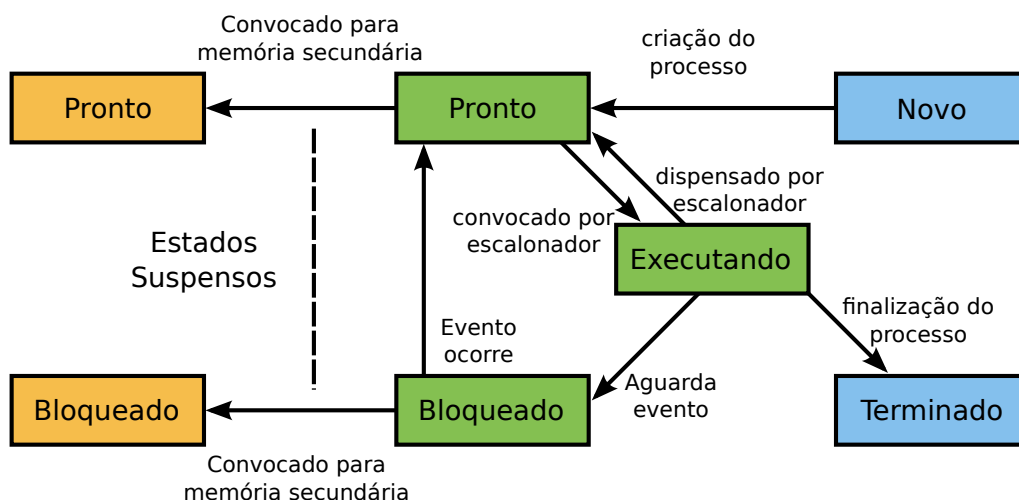 Convocado para
memória secundária
criação do
processo
Pronto
Pronto
Novo
dispensado por
escalonador
convocado por
escalonador
Estados
Suspensos
Executando
finalização do
processo
Evento
ocorre
Aguarda
evento
Bloqueado
Bloqueado
Terminado
Convocado para
memória secundária